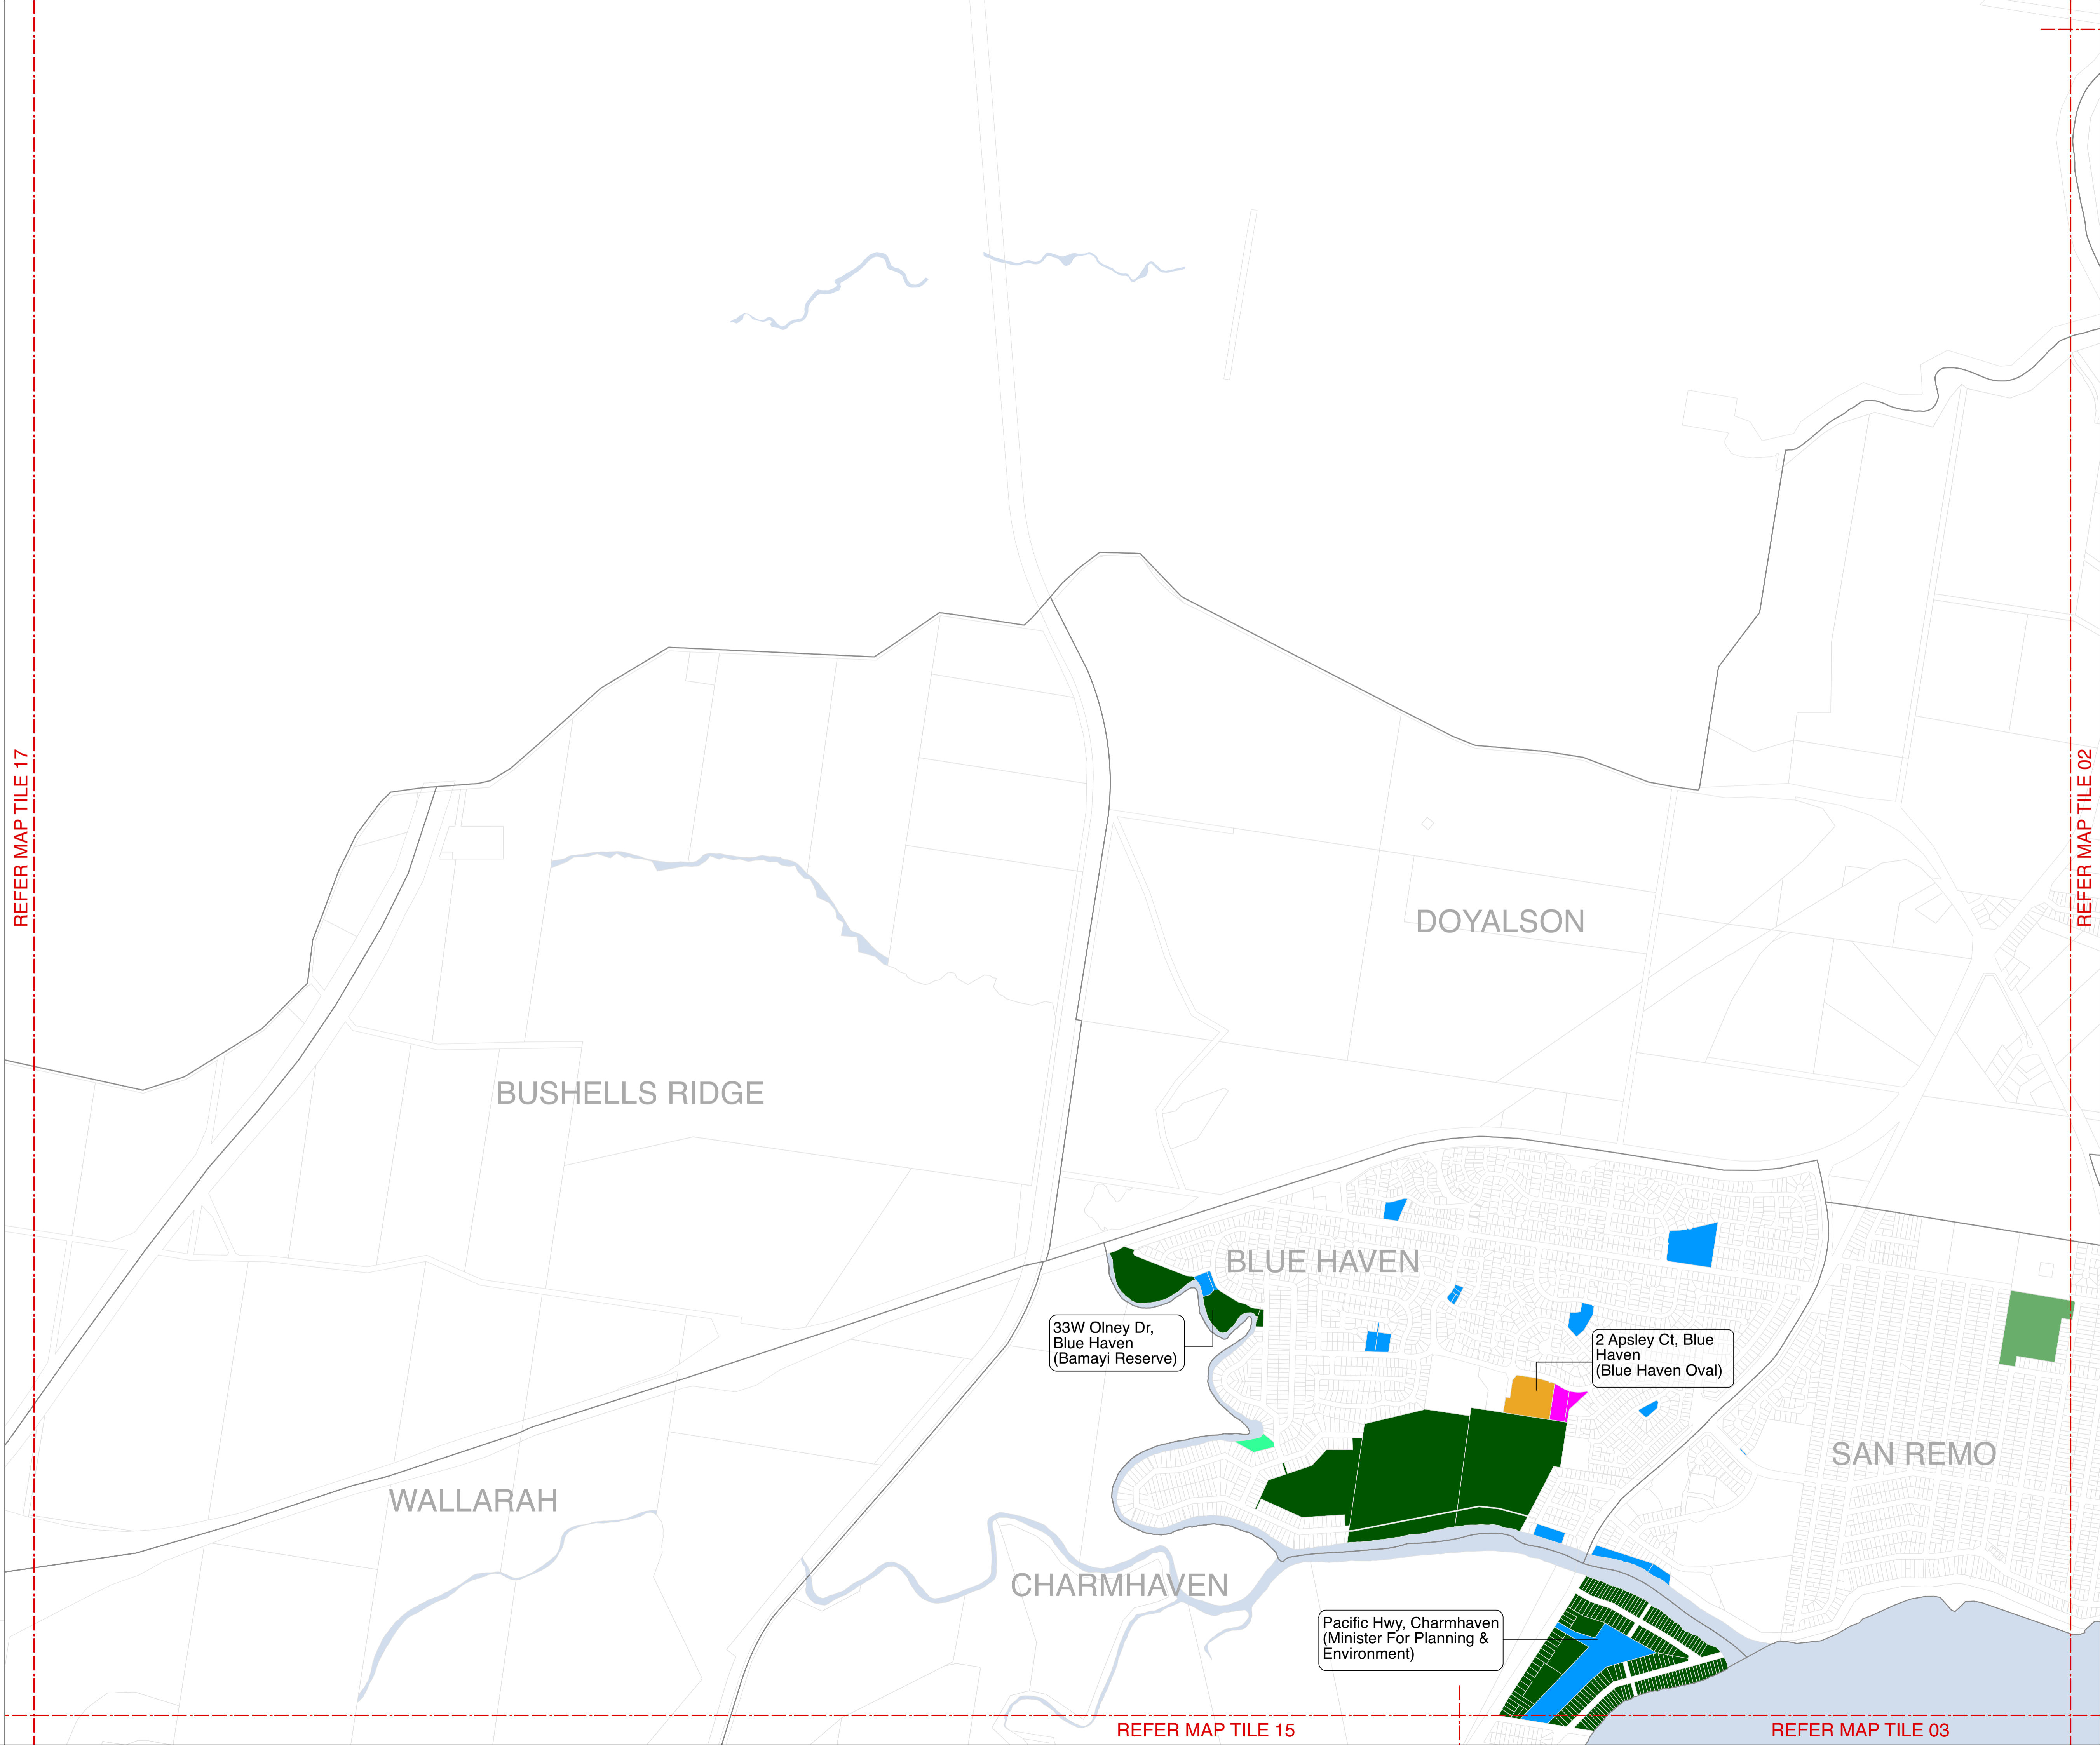 REFER MAP TILE 17
REFER MAP TILE 02
DOYALSON
BUSHELLS RIDGE
BLUE HAVEN
33W Olney Dr,
Blue Haven
(Bamayi Reserve)
2 Apsley Ct, Blue
Haven
(Blue Haven Oval)
SAN REMO
WALLARAH
CHARMHAVEN
Pacific Hwy, Charmhaven
(Minister For Planning &
Environment)
REFER MAP TILE 15
REFER MAP TILE 03